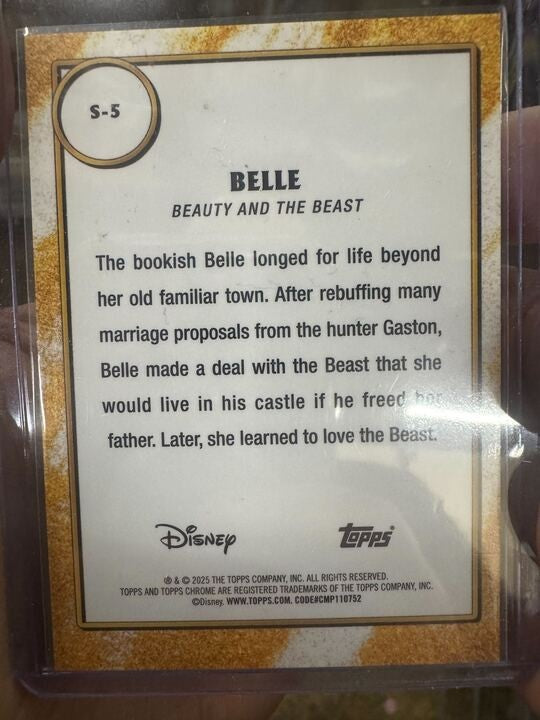 S-5
BELLE
BEAUTY AND THE BEAST
The bookish Belle longed for life beyond
her old familiar town. After rebuffing many
marriage proposals from the hunter Gaston,
Belle made a deal with the Beast that she
would live in his castle if he freed her
father. Later, she learned to love the Beast.
Disney
Topps
® & © 2025 THE TOPPS COMPANY, INC. ALL RIGHTS RESERVED.
TOPPS AND TOPPS CHROME ARE REGISTERED TRADEMARKS OF THE TOPPS COMPANY, INC.
©Disney. WWW.TOPPS.COM. CODE#CMP110752